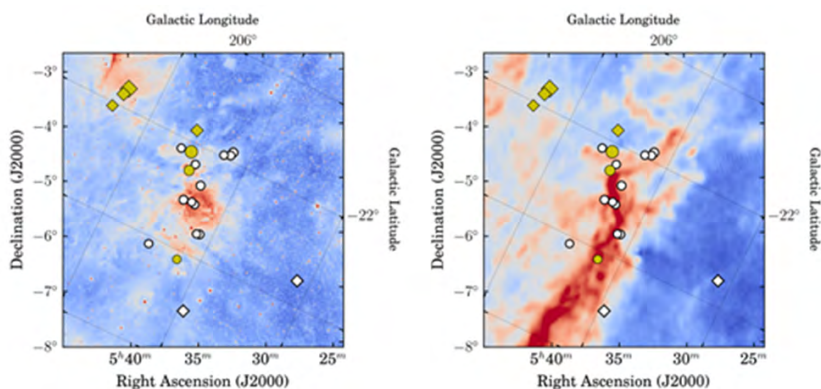 Galactic Longitude
206°
−3°
−4°
−5°
−6°
−7°
−8°
Declination (J2000)
Galactic Latitude
−22°
5ʰ40ᵐ
35ᵐ
30ᵐ
25ᵐ
Right Ascension (J2000)
Galactic Longitude
206°
−3°
−4°
−5°
−6°
−7°
−8°
Declination (J2000)
Galactic Latitude
−22°
5ʰ40ᵐ
35ᵐ
30ᵐ
25ᵐ
Right Ascension (J2000)